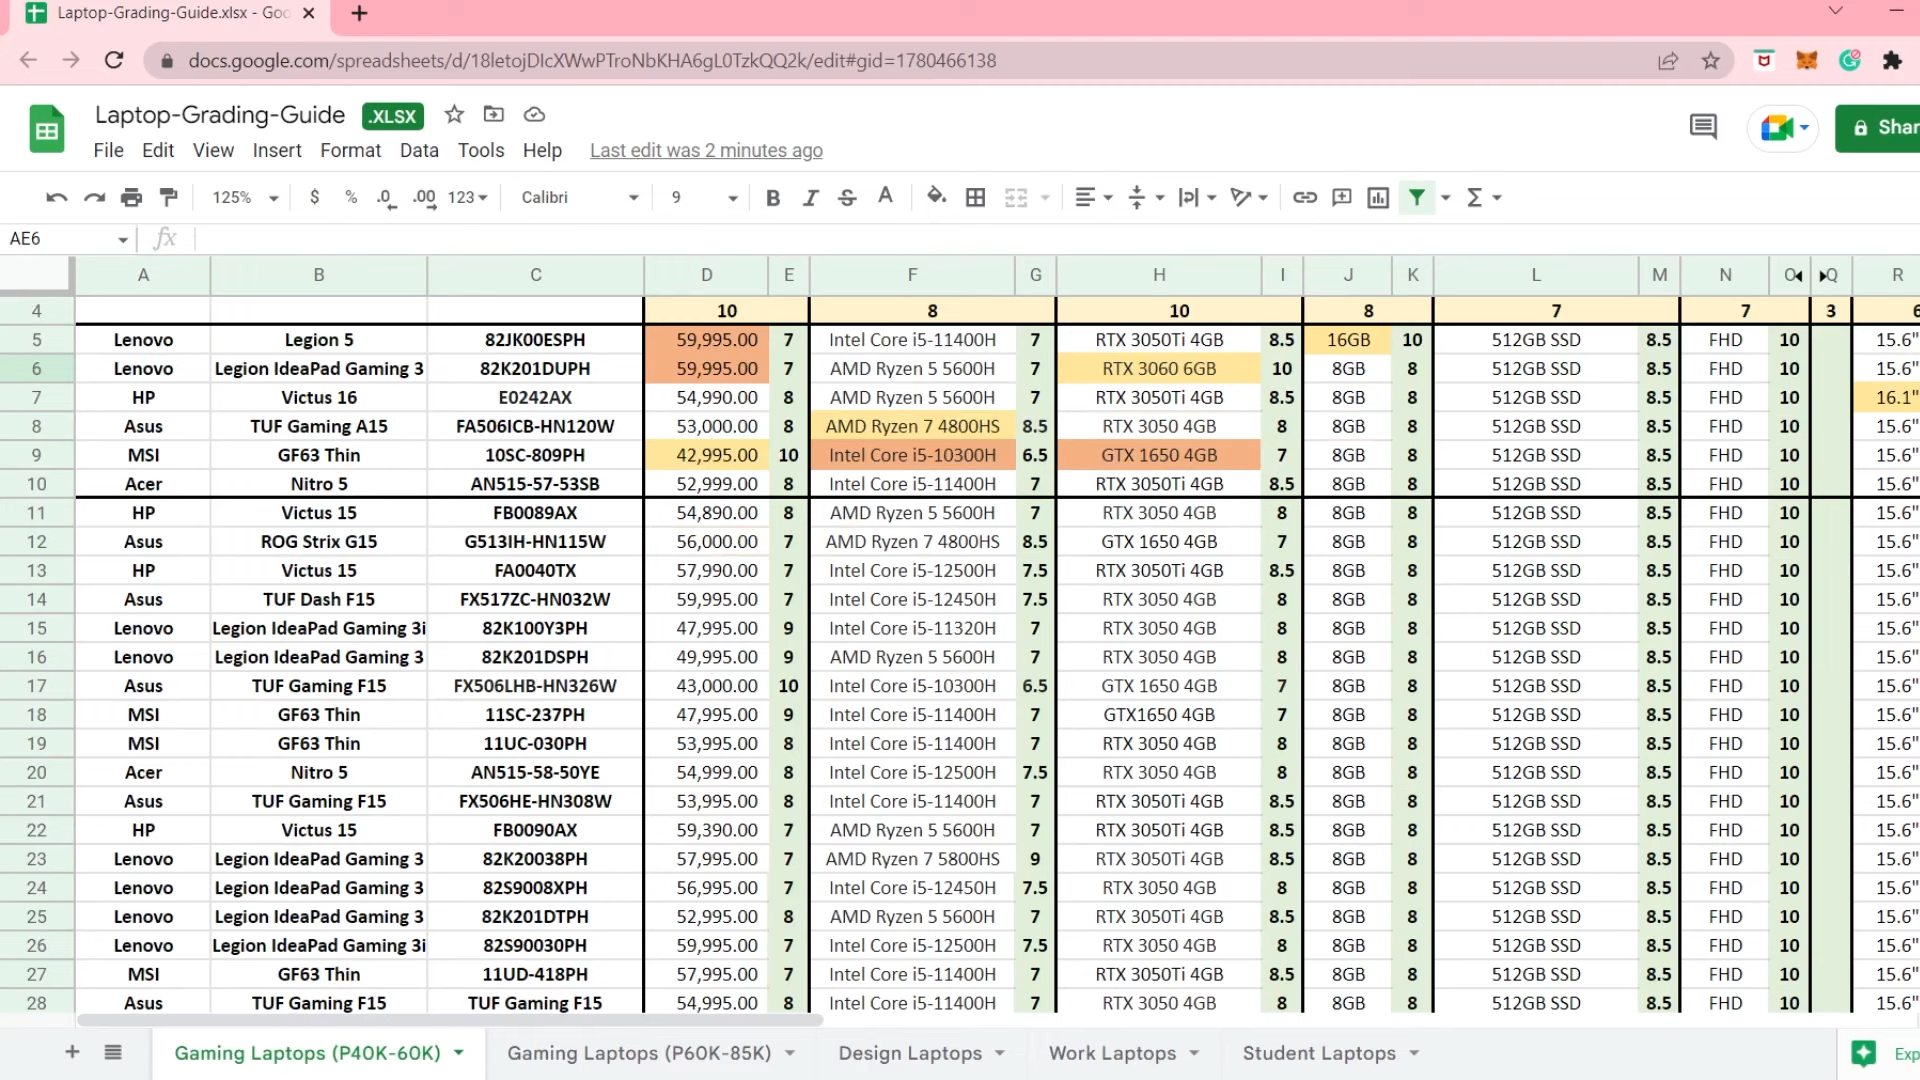 Laptop-Grading-Guide.xlsx - Goo
docs.google.com/spreadsheets/d/18letojDIcXWwPTroNbKHA6gL0TzkQQ2k/edit#gid=1780466138
Laptop-Grading-Guide .XLSX
Shar
File Edit View Insert Format Data Tools Help Last edit was 2 minutes ago
125% $ % .0 .00 123 Calibri 9 B I S A
AE6 fx
A B C D E F G H I J K L M N O Q R
4 10 8 10 8 7 7 3 6
5 Lenovo Legion 5 82JK00ESPH 59,995.00 7 Intel Core i5-11400H 7 RTX 3050Ti 4GB 8.5 16GB 10 512GB SSD 8.5 FHD 10 15.6"
6 Lenovo Legion IdeaPad Gaming 3 82K201DUPH 59,995.00 7 AMD Ryzen 5 5600H 7 RTX 3060 6GB 10 8GB 8 512GB SSD 8.5 FHD 10 15.6"
7 HP Victus 16 E0242AX 54,990.00 8 AMD Ryzen 5 5600H 7 RTX 3050Ti 4GB 8.5 8GB 8 512GB SSD 8.5 FHD 10 16.1"
8 Asus TUF Gaming A15 FA506ICB-HN120W 53,000.00 8 AMD Ryzen 7 4800HS 8.5 RTX 3050 4GB 8 8GB 8 512GB SSD 8.5 FHD 10 15.6"
9 MSI GF63 Thin 10SC-809PH 42,995.00 10 Intel Core i5-10300H 6.5 GTX 1650 4GB 7 8GB 8 512GB SSD 8.5 FHD 10 15.6"
10 Acer Nitro 5 AN515-57-53SB 52,999.00 8 Intel Core i5-11400H 7 RTX 3050Ti 4GB 8.5 8GB 8 512GB SSD 8.5 FHD 10 15.6"
11 HP Victus 15 FB0089AX 54,890.00 8 AMD Ryzen 5 5600H 7 RTX 3050 4GB 8 8GB 8 512GB SSD 8.5 FHD 10 15.6"
12 Asus ROG Strix G15 G513IH-HN115W 56,000.00 7 AMD Ryzen 7 4800HS 8.5 GTX 1650 4GB 7 8GB 8 512GB SSD 8.5 FHD 10 15.6"
13 HP Victus 15 FA0040TX 57,990.00 7 Intel Core i5-12500H 7.5 RTX 3050Ti 4GB 8.5 8GB 8 512GB SSD 8.5 FHD 10 15.6"
14 Asus TUF Dash F15 FX517ZC-HN032W 59,995.00 7 Intel Core i5-12450H 7.5 RTX 3050 4GB 8 8GB 8 512GB SSD 8.5 FHD 10 15.6"
15 Lenovo Legion IdeaPad Gaming 3i 82K100Y3PH 47,995.00 9 Intel Core i5-11320H 7 RTX 3050 4GB 8 8GB 8 512GB SSD 8.5 FHD 10 15.6"
16 Lenovo Legion IdeaPad Gaming 3 82K201DSPH 49,995.00 9 AMD Ryzen 5 5600H 7 RTX 3050 4GB 8 8GB 8 512GB SSD 8.5 FHD 10 15.6"
17 Asus TUF Gaming F15 FX506LHB-HN326W 43,000.00 10 Intel Core i5-10300H 6.5 GTX 1650 4GB 7 8GB 8 512GB SSD 8.5 FHD 10 15.6"
18 MSI GF63 Thin 11SC-237PH 47,995.00 9 Intel Core i5-11400H 7 GTX1650 4GB 7 8GB 8 512GB SSD 8.5 FHD 10 15.6"
19 MSI GF63 Thin 11UC-030PH 53,995.00 8 Intel Core i5-11400H 7 RTX 3050 4GB 8 8GB 8 512GB SSD 8.5 FHD 10 15.6"
20 Acer Nitro 5 AN515-58-50YE 54,999.00 8 Intel Core i5-12500H 7.5 RTX 3050 4GB 8 8GB 8 512GB SSD 8.5 FHD 10 15.6"
21 Asus TUF Gaming F15 FX506HE-HN308W 53,995.00 8 Intel Core i5-11400H 7 RTX 3050Ti 4GB 8.5 8GB 8 512GB SSD 8.5 FHD 10 15.6"
22 HP Victus 15 FB0090AX 59,390.00 7 AMD Ryzen 5 5600H 7 RTX 3050Ti 4GB 8.5 8GB 8 512GB SSD 8.5 FHD 10 15.6"
23 Lenovo Legion IdeaPad Gaming 3 82K20038PH 57,995.00 7 AMD Ryzen 7 5800HS 9 RTX 3050Ti 4GB 8.5 8GB 8 512GB SSD 8.5 FHD 10 15.6"
24 Lenovo Legion IdeaPad Gaming 3 82S9008XPH 56,995.00 7 Intel Core i5-12450H 7.5 RTX 3050 4GB 8 8GB 8 512GB SSD 8.5 FHD 10 15.6"
25 Lenovo Legion IdeaPad Gaming 3 82K201DTPH 52,995.00 8 AMD Ryzen 5 5600H 7 RTX 3050Ti 4GB 8.5 8GB 8 512GB SSD 8.5 FHD 10 15.6"
26 Lenovo Legion IdeaPad Gaming 3i 82S90030PH 59,995.00 7 Intel Core i5-12500H 7.5 RTX 3050 4GB 8 8GB 8 512GB SSD 8.5 FHD 10 15.6"
27 MSI GF63 Thin 11UD-418PH 57,995.00 7 Intel Core i5-11400H 7 RTX 3050Ti 4GB 8.5 8GB 8 512GB SSD 8.5 FHD 10 15.6"
28 Asus TUF Gaming F15 TUF Gaming F15 54,995.00 8 Intel Core i5-11400H 7 RTX 3050 4GB 8 8GB 8 512GB SSD 8.5 FHD 10 15.6"
Gaming Laptops (P40K-60K) Gaming Laptops (P60K-85K) Design Laptops Work Laptops Student Laptops Exp